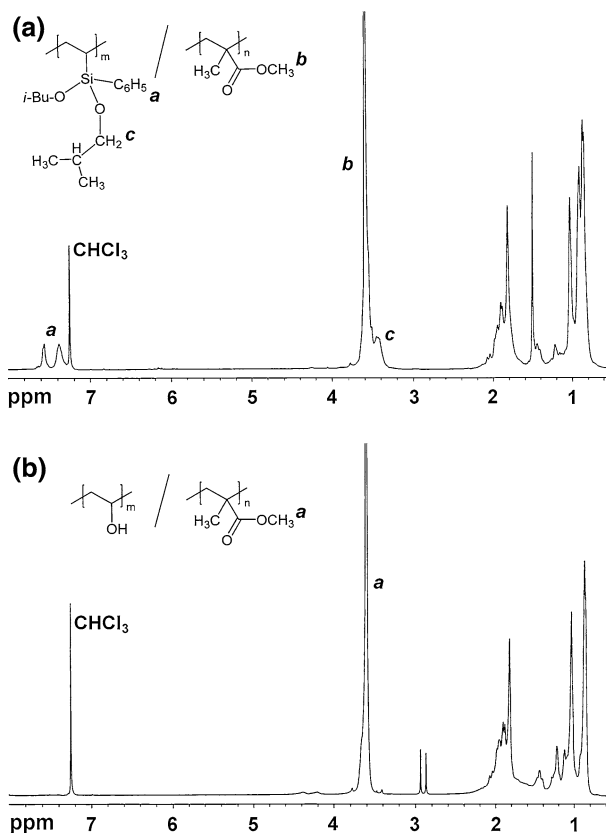 (a)
m
n
Si
C6H5 a
i-Bu O
O
c
CH2
H
C
H3C
CH3
H3C
OCH3 b
O
b
CHCl3
a
c
ppm 7 6 5 4 3 2 1
(b)
m
n
OH
H3C
OCH3 a
O
a
CHCl3
ppm 7 6 5 4 3 2 1